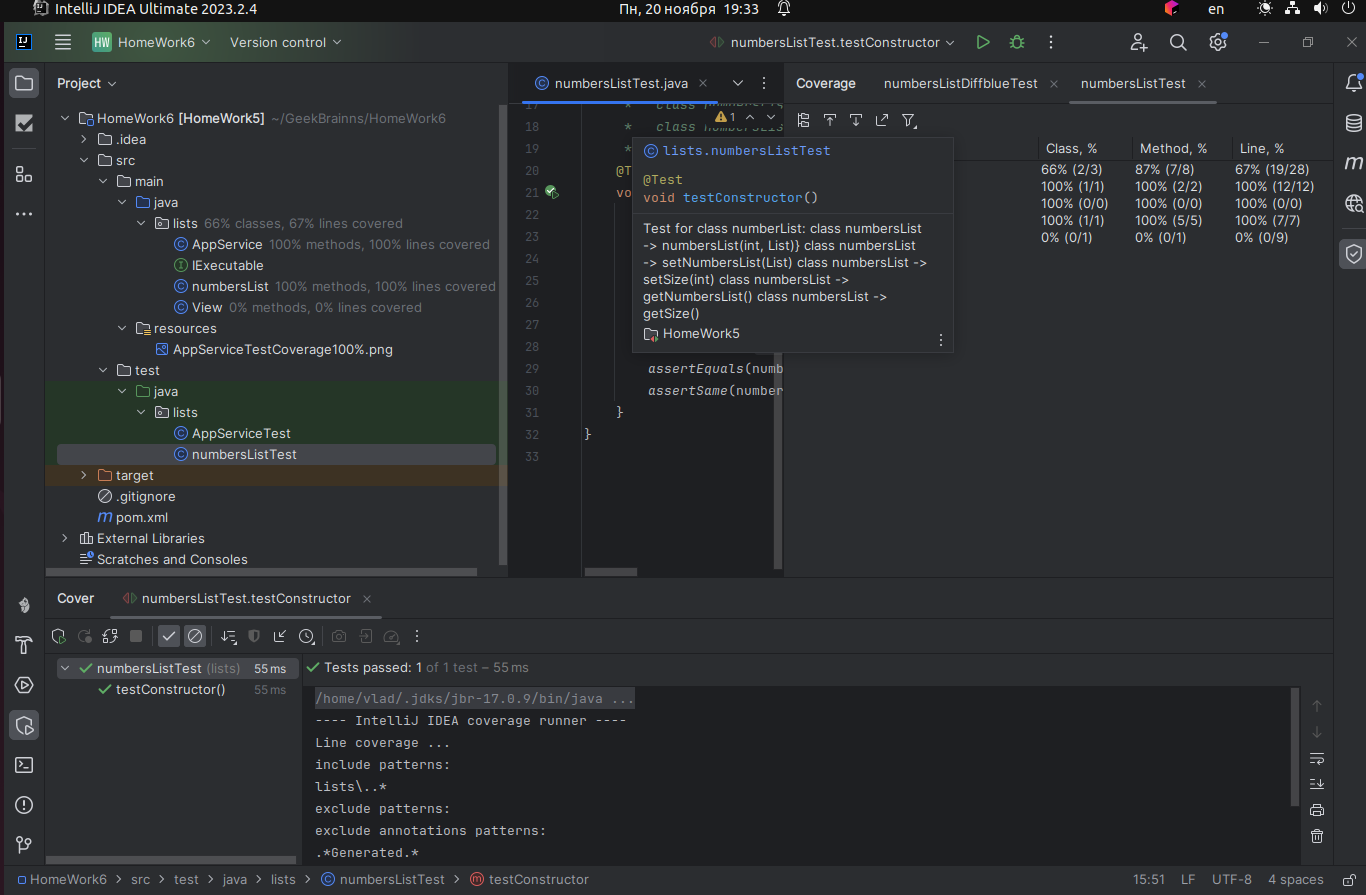 IntelliJ IDEA Ultimate 2023.2.4
Пн, 20 ноября 19:33
en
IJ
HW HomeWork6
Version control
numbersListTest.testConstructor
Project
HomeWork6 [HomeWork5] ~/GeekBrainns/HomeWork6
.idea
src
main
java
lists 66% classes, 67% lines covered
AppService 100% methods, 100% lines covered
IExecutable
numbersList 100% methods, 100% lines covered
View 0% methods, 0% lines covered
resources
AppServiceTestCoverage100%.png
test
java
lists
AppServiceTest
numbersListTest
target
.gitignore
pom.xml
External Libraries
Scratches and Consoles
numbersListTest.java
1
17
18 * class numbersLis
19 *
20 @T
21 vo
22
23
24
25
26
27
28
29 assertEquals(numb
30 assertSame(number
31 }
32 }
33
lists.numbersListTest
@Test
void testConstructor()
Test for class numberList: class numbersList
-> numbersList(int, List)} class numbersList
-> setNumbersList(List) class numbersList ->
setSize(int) class numbersList ->
getNumbersList() class numbersList ->
getSize()
HomeWork5
Coverage
numbersListDiffblueTest
numbersListTest
Class, % Method, % Line, %
66% (2/3) 87% (7/8) 67% (19/28)
100% (1/1) 100% (2/2) 100% (12/12)
100% (0/0) 100% (0/0) 100% (0/0)
100% (1/1) 100% (5/5) 100% (7/7)
0% (0/1) 0% (0/1) 0% (0/9)
Cover
numbersListTest.testConstructor
numbersListTest (lists) 55 ms
testConstructor() 55 ms
Tests passed: 1 of 1 test – 55 ms
/home/vlad/.jdks/jbr-17.0.9/bin/java ...
---- IntelliJ IDEA coverage runner ----
Line coverage ...
include patterns:
lists\..*
exclude patterns:
exclude annotations patterns:
.*Generated.*
HomeWork6 > src > test > java > lists > numbersListTest > testConstructor
15:51 LF UTF-8 4 spaces